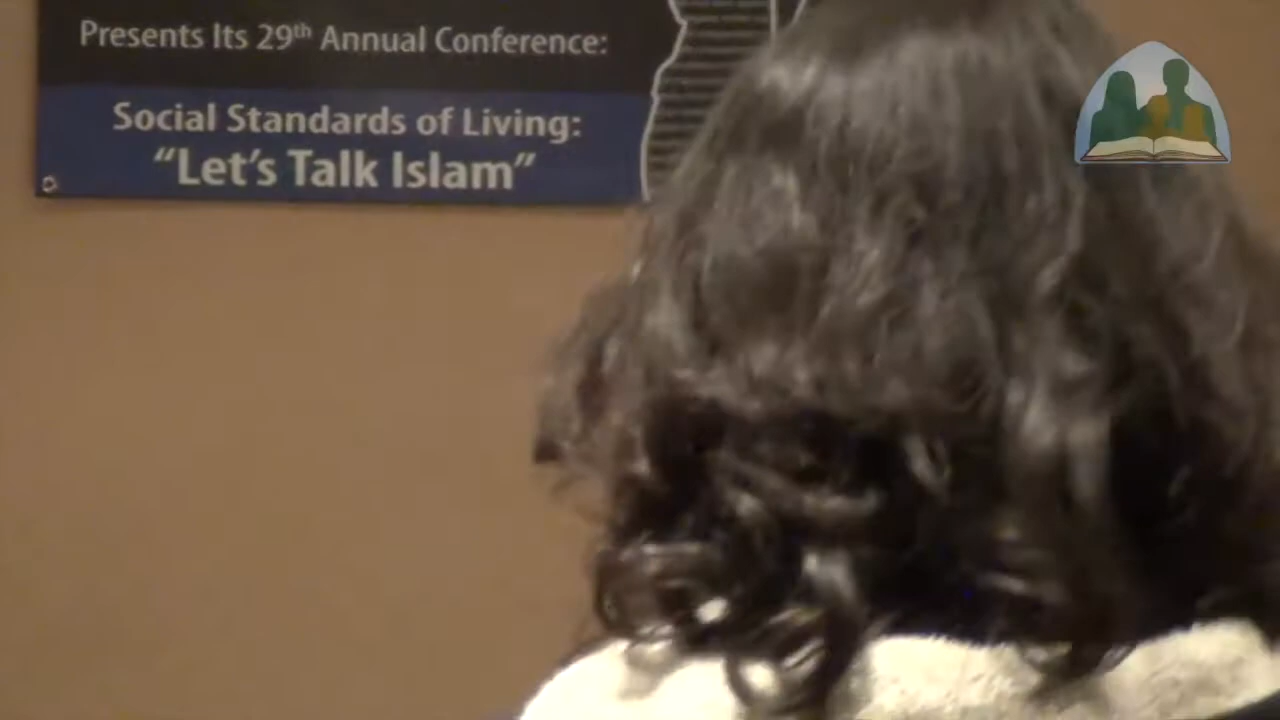 Presents Its 29th Annual Conference:
Social Standards of Living:
“Let’s Talk Islam”